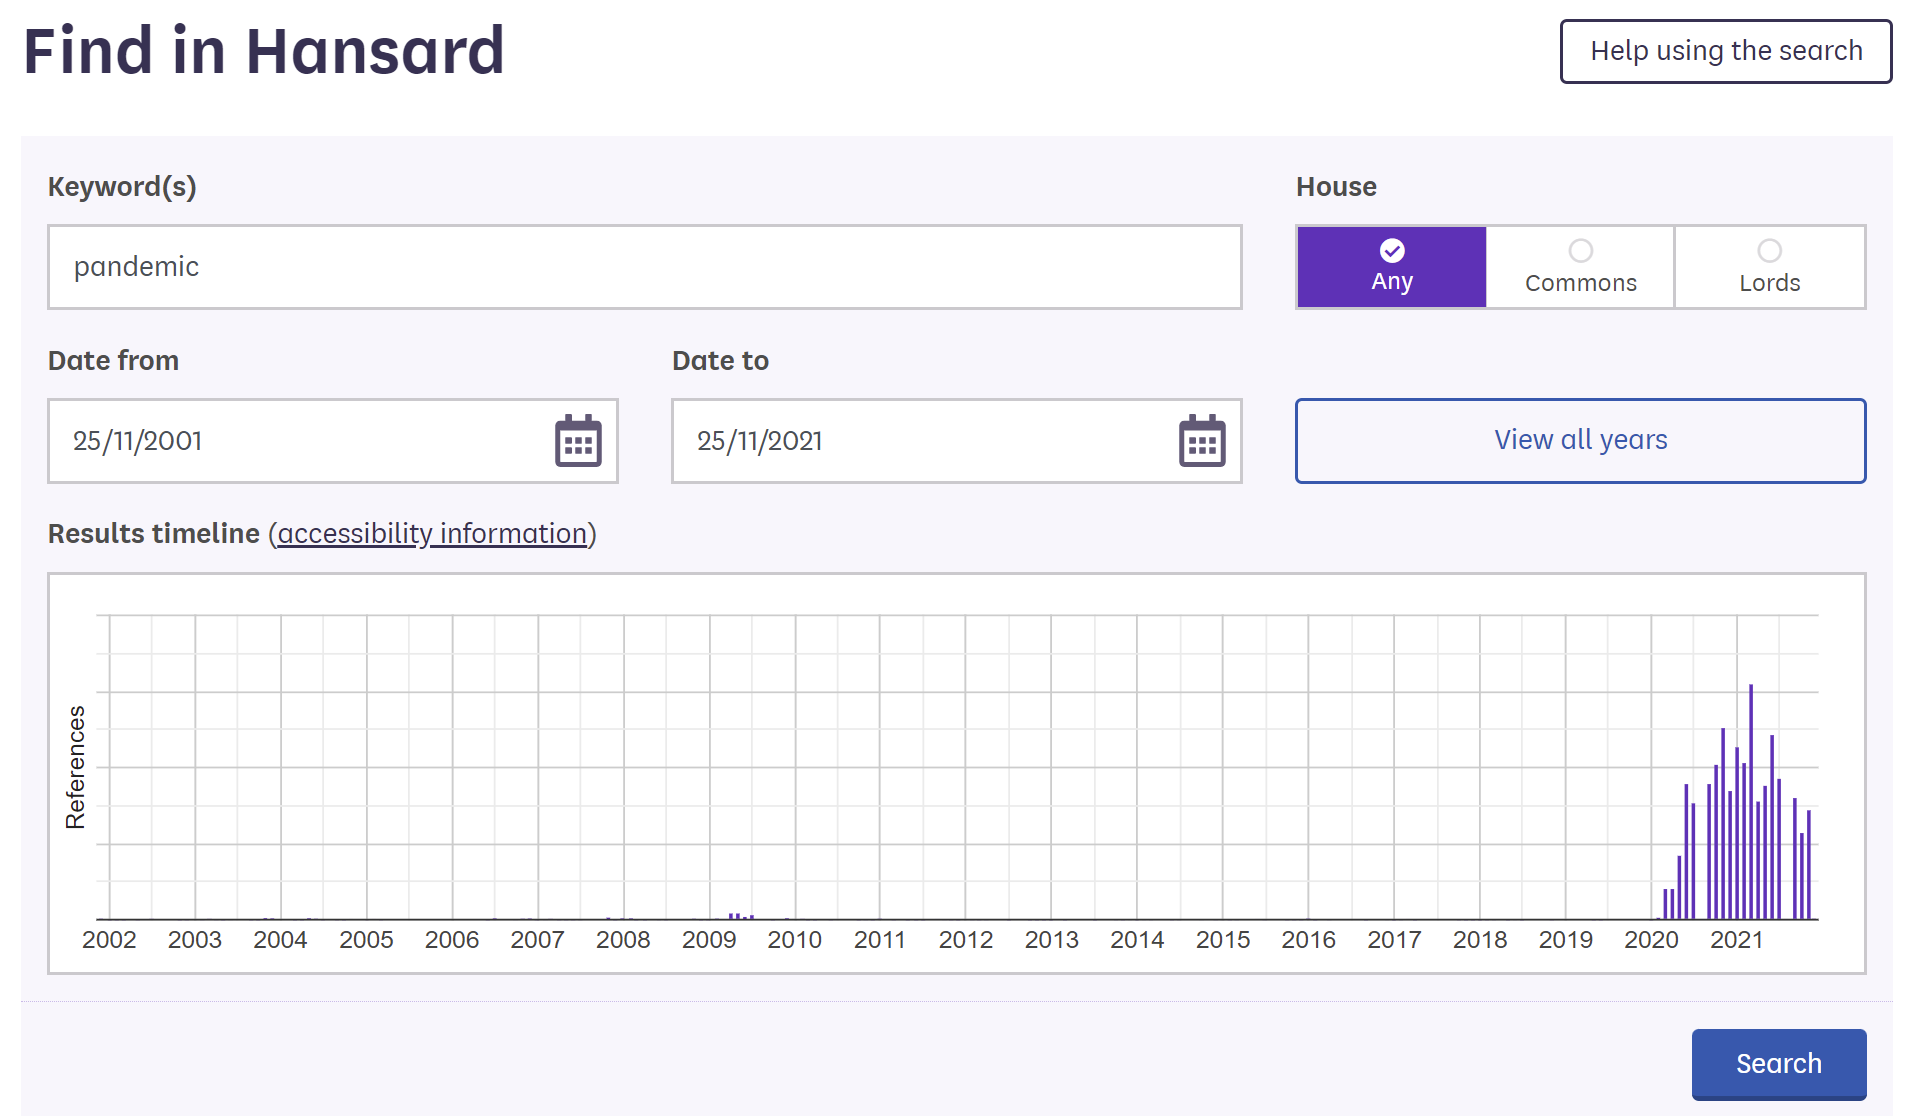 Find in Hansard
Help using the search
Keyword(s)
House
pandemic
Any
Commons
Lords
Date from
Date to
25/11/2001
25/11/2021
View all years
Results timeline (accessibility information)
References
2002 2003 2004 2005 2006 2007 2008 2009 2010 2011 2012 2013 2014 2015 2016 2017 2018 2019 2020 2021
Search